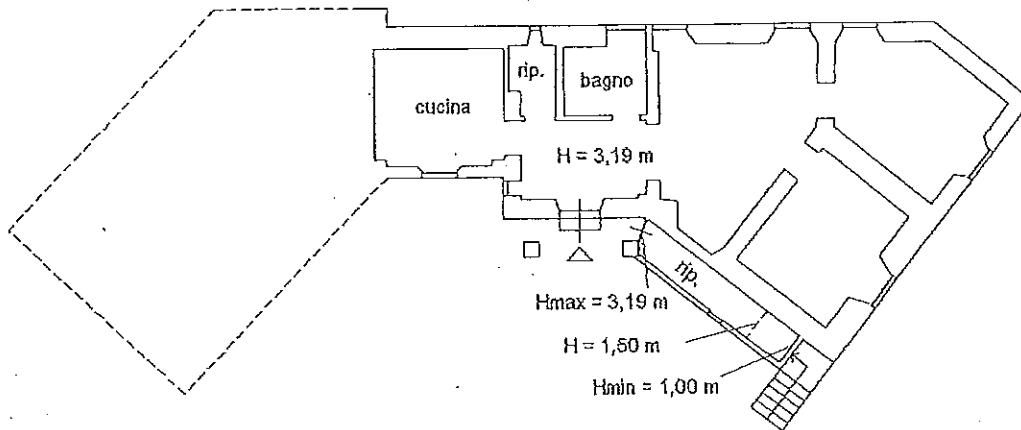 rip.
bagno
cucina
H = 3,19 m
rip.
Hmax = 3,19 m
H = 1,50 m
Hmin = 1,00 m